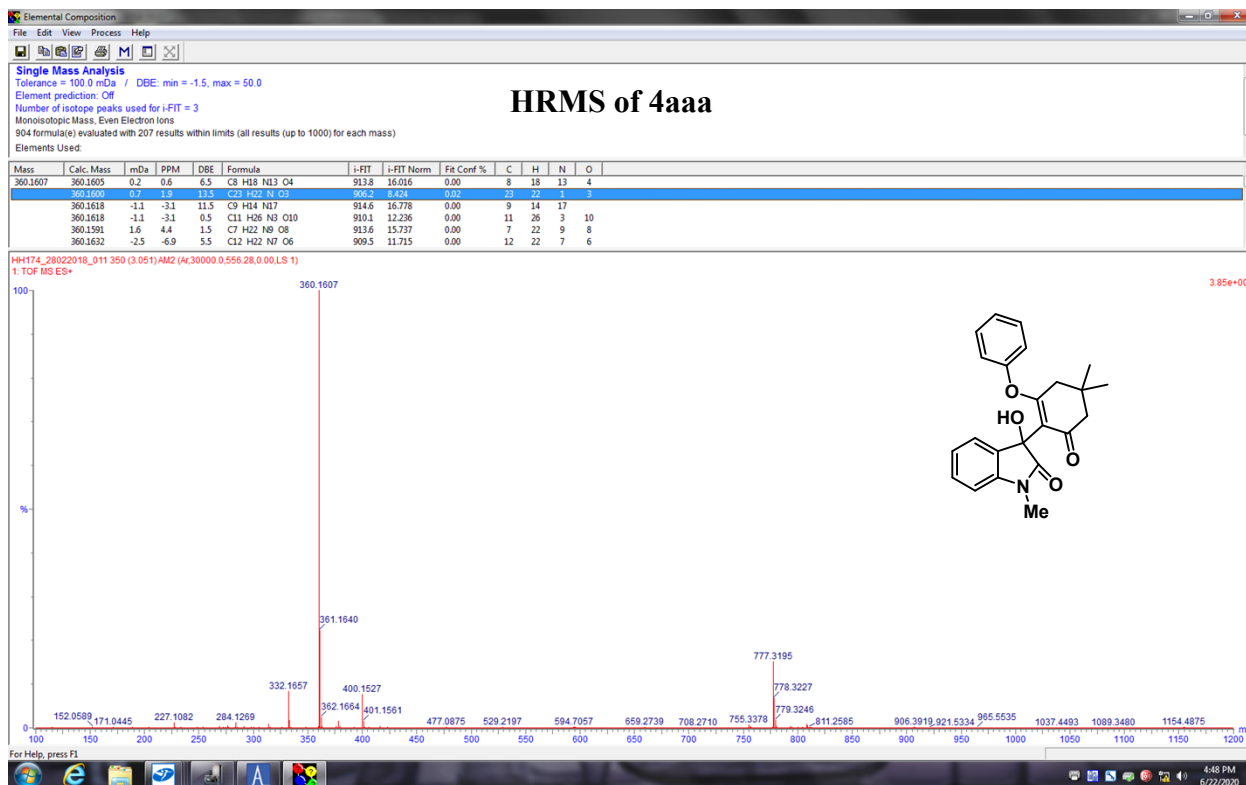 Elemental Composition
File Edit View Process Help
M
Single Mass Analysis
Tolerance = 100.0 mDa / DBE: min = -1.5, max = 50.0
Element prediction: Off
Number of isotope peaks used for i-FIT = 3
Monoisotopic Mass, Even Electron Ions
904 formula(e) evaluated with 207 results within limits (all results (up to 1000) for each mass)
Elements Used:
HRMS of 4aaa
Mass Calc. Mass mDa PPM DBE Formula i-FIT i-FIT Norm Fit Conf % C H N O
360.1607 360.1605 0.2 0.6 6.5 C8 H18 N13 O4 913.8 16.016 0.00 8 18 13 4
360.1600 0.7 1.9 13.5 C23 H22 N O3 906.2 8.424 0.02 23 22 1 3
360.1618 -1.1 -3.1 11.5 C9 H14 N17 914.6 16.778 0.00 9 14 17
360.1618 -1.1 -3.1 0.5 C11 H26 N3 O10 910.1 12.236 0.00 11 26 3 10
360.1591 1.6 4.4 1.5 C7 H22 N9 O8 913.6 15.737 0.00 7 22 9 8
360.1632 -2.5 -6.9 5.5 C12 H22 N7 O6 909.5 11.715 0.00 12 22 7 6
HH174_28022018_011 350 (3.051) AM2 (Ar,30000.0,556.28,0.00,LS 1)
1: TOF MS ES+
3.85e+00
100
360.1607
O
HO
O
N
O
Me
%
361.1640
777.3195
332.1657
400.1527
778.3227
362.1664
401.1561
779.3246
152.0589
171.0445
227.1082
284.1269
477.0875
529.2197
594.7057
659.2739
708.2710
755.3378
811.2585
906.3919
921.5334
965.5535
1037.4493
1089.3480
1154.4875
0
m
100 150 200 250 300 350 400 450 500 550 600 650 700 750 800 850 900 950 1000 1050 1100 1150 1200
For Help, press F1
A
4:48 PM
6/22/2020